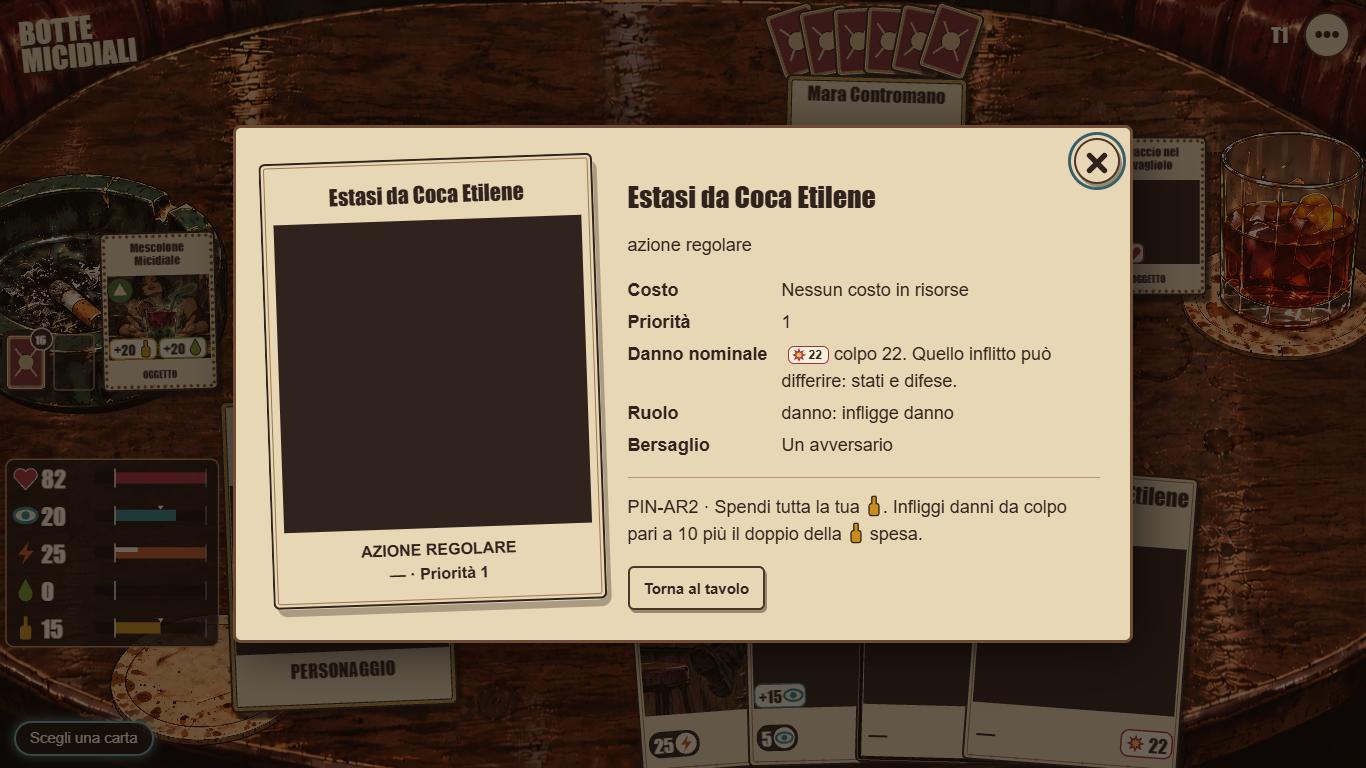 BOTTE
MICIDIALI
Mara Contromano
T1
Mescolone
Micidiale
+20
+20
OGGETTO
16
accio nel
vagliolo
OGGETTO
Estasi da Coca Etilene
AZIONE REGOLARE
— · Priorità 1
Estasi da Coca Etilene
azione regolare
Costo Nessun costo in risorse
Priorità 1
Danno nominale 22 colpo 22. Quello inflitto può
differire: stati e difese.
Ruolo danno: infligge danno
Bersaglio Un avversario
PIN-AR2 · Spendi tutta la tua . Infliggi danni da colpo
pari a 10 più il doppio della spesa.
Torna al tavolo
82
20
25
0
15
PERSONAGGIO
Etilene
+15
25
5
—
—
22
Scegli una carta